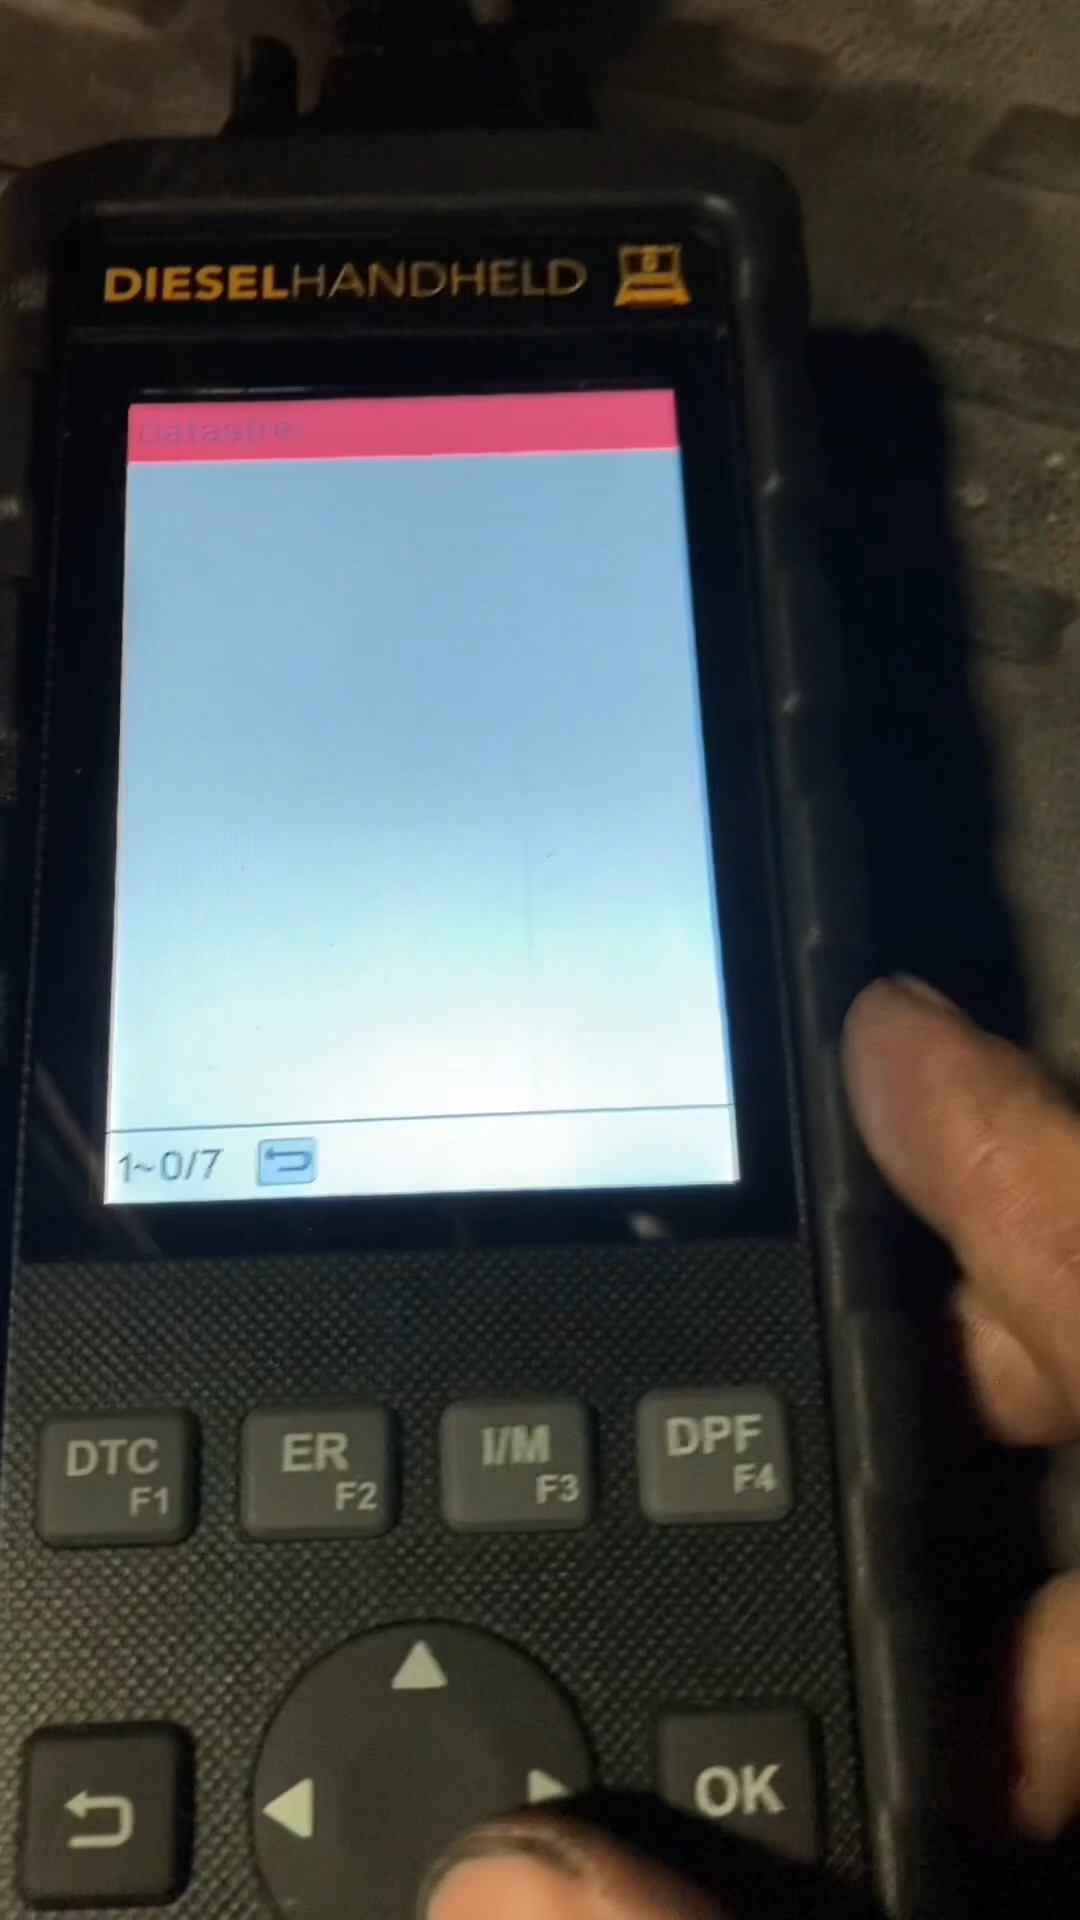 DIESELHANDHELD
1~0/7
DTC
F1
ER
F2
I/M
F3
DPF
F4
OK